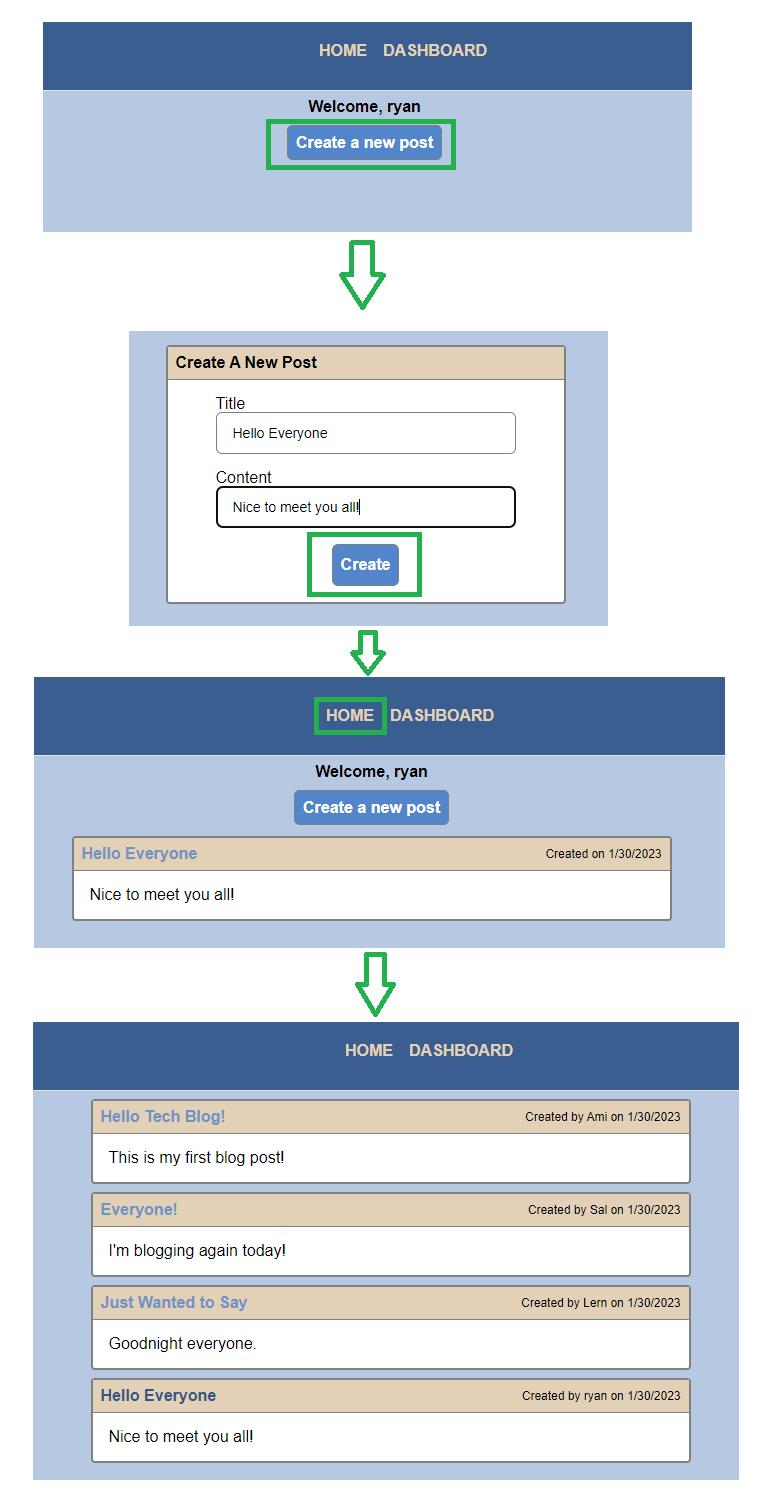 HOME DASHBOARD
Welcome, ryan
Create a new post
Create A New Post
Title
Hello Everyone
Content
Nice to meet you all!
Create
HOME DASHBOARD
Welcome, ryan
Create a new post
Hello Everyone Created on 1/30/2023
Nice to meet you all!
HOME DASHBOARD
Hello Tech Blog! Created by Ami on 1/30/2023
This is my first blog post!
Everyone! Created by Sal on 1/30/2023
I'm blogging again today!
Just Wanted to Say Created by Lern on 1/30/2023
Goodnight everyone.
Hello Everyone Created by ryan on 1/30/2023
Nice to meet you all!